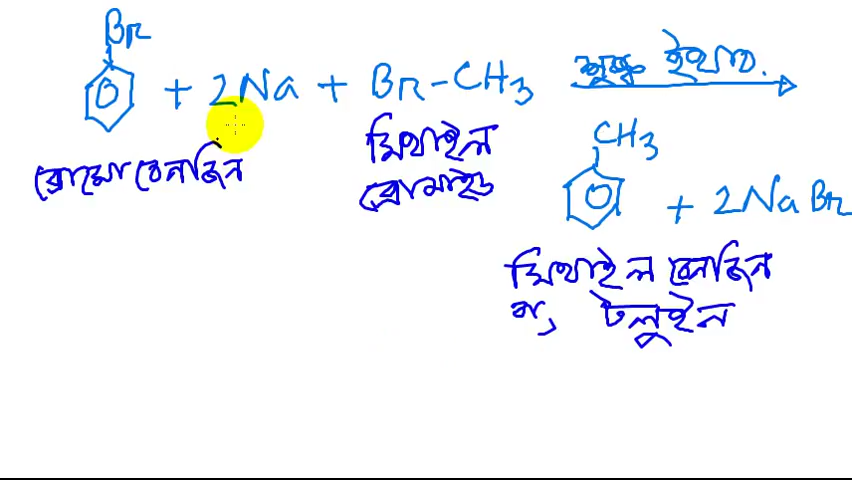 Br
+ 2Na + Br-CH3 শুষ্ক ইথার.
ব্রোমো বেনজিন
মিথাইল
ব্রোমাইড
CH3
+ 2NaBr
মিথাইল বেনজিন
বা, টলুইন